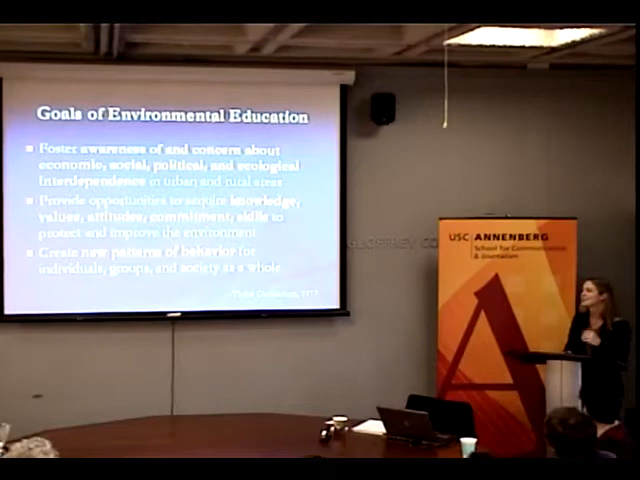 Goals of Environmental Education
Foster awareness of and concern about
economic, social, political, and ecological
Interdependence in urban and rural areas
Provide opportunities to acquire knowledge,
values, attitudes, commitment, skills to
protect and improve the environment
Create new patterns of behavior for
individuals, groups, and society as a whole
GEOFFREY CO
USC ANNENBERG
School for Communication
& Journalism